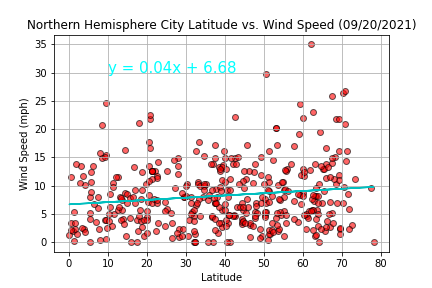 Northern Hemisphere City Latitude vs. Wind Speed (09/20/2021)
y = 0.04x + 6.68
Wind Speed (mph)
35
30
25
20
15
10
5
0
0 10 20 30 40 50 60 70 80
Latitude